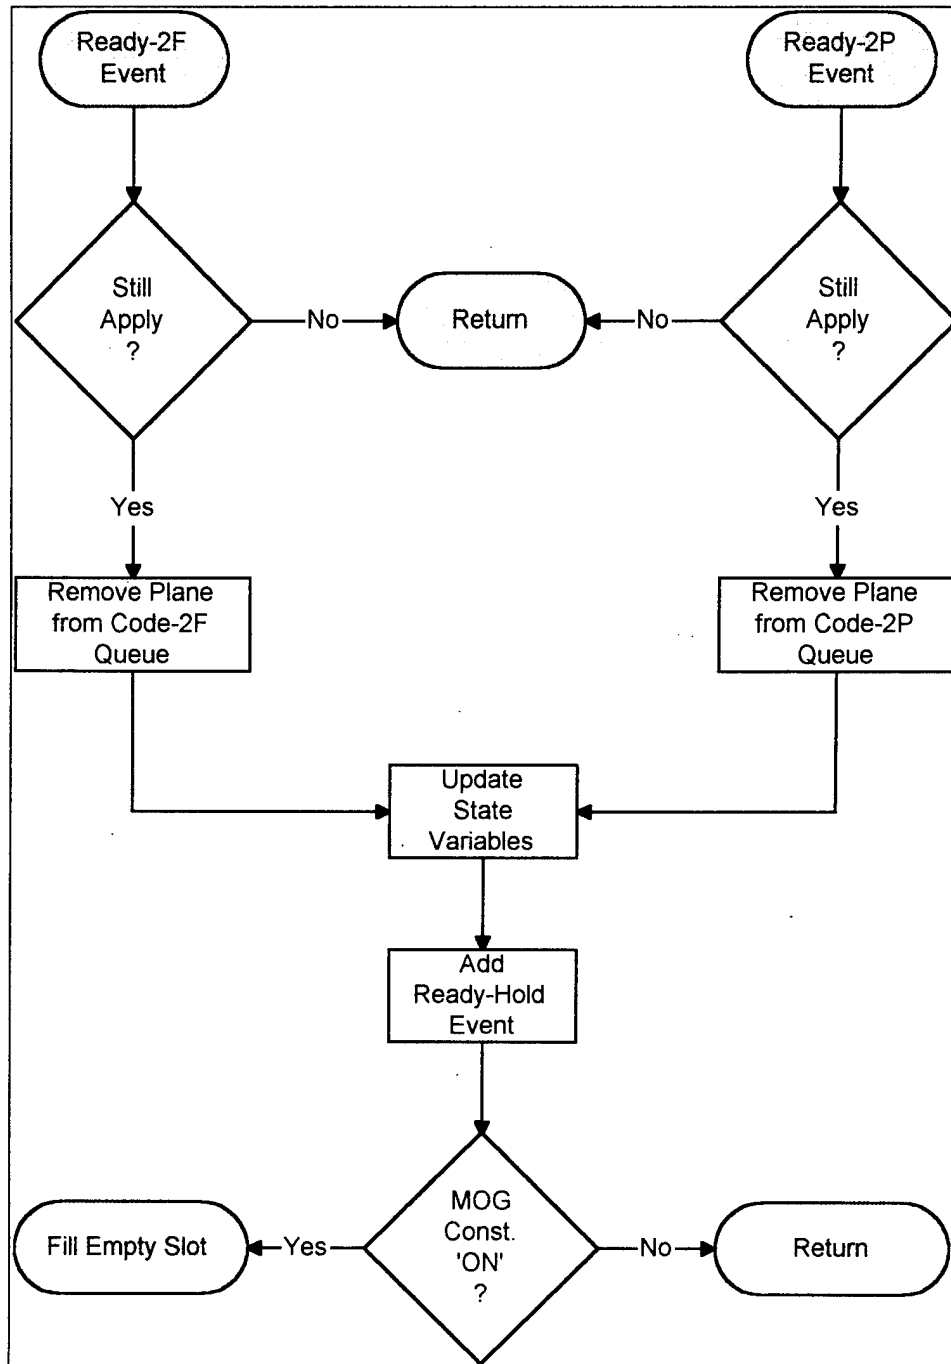 Ready-2F
Event
Ready-2P
Event
Still
Apply
?
No
Return
No
Still
Apply
?
Yes
Yes
Remove Plane
from Code-2F
Queue
Remove Plane
from Code-2P
Queue
Update
State
Variables
Add
Ready-Hold
Event
MOG
Const.
'ON'
?
Fill Empty Slot
Yes
No
Return